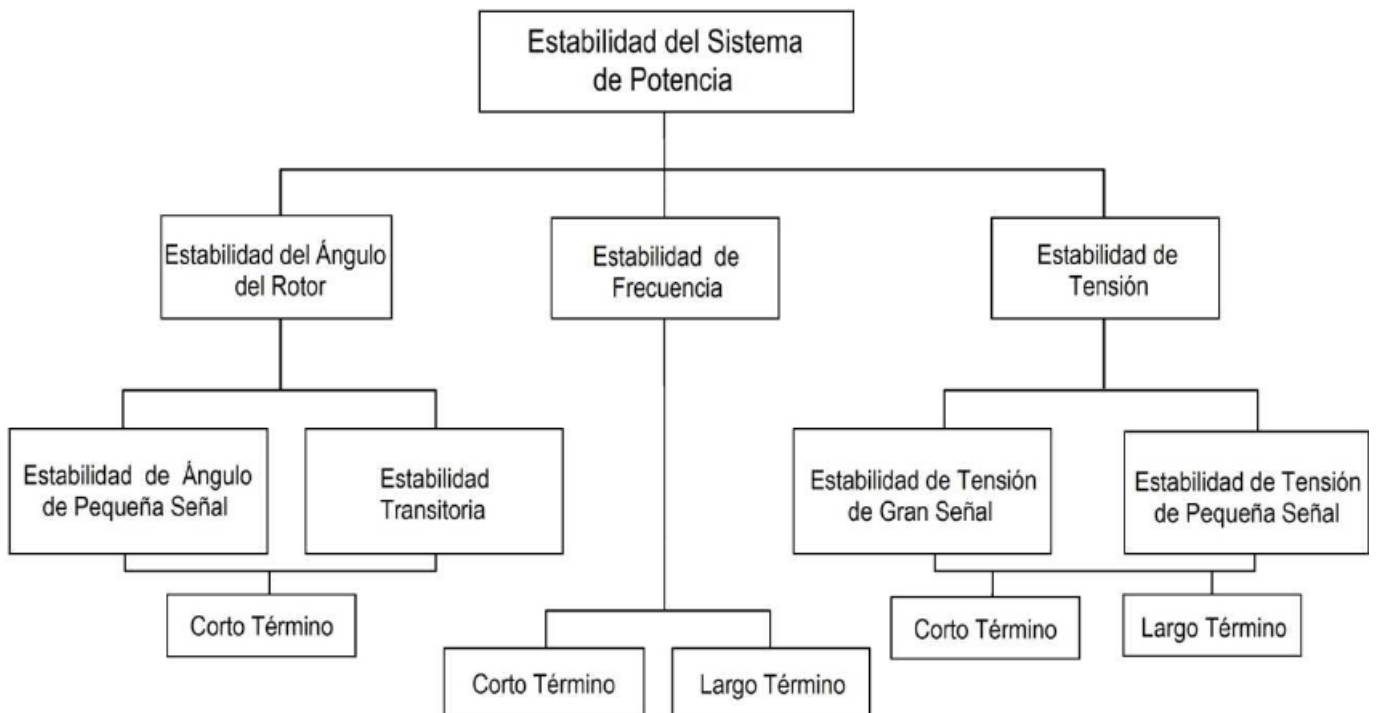 Estabilidad del Sistema
de Potencia
Estabilidad del Ángulo
del Rotor
Estabilidad de
Frecuencia
Estabilidad de
Tensión
Estabilidad de Ángulo
de Pequeña Señal
Estabilidad
Transitoria
Estabilidad de Tensión
de Gran Señal
Estabilidad de Tensión
de Pequeña Señal
Corto Término
Corto Término
Largo Término
Corto Término
Largo Término